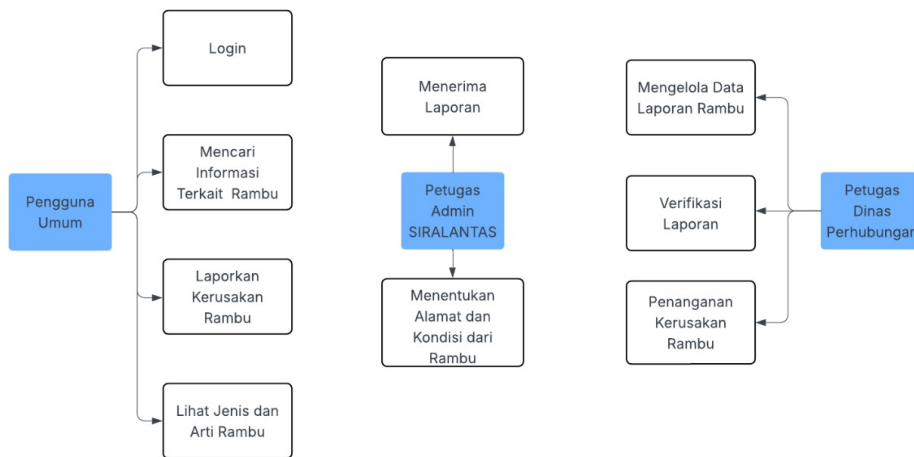 Login
Mencari
Informasi
Terkait Rambu
Pengguna
Umum
Laporkan
Kerusakan
Rambu
Lihat Jenis dan
Arti Rambu
Menerima
Laporan
Petugas
Admin
SIRALANTAS
Menentukan
Alamat dan
Kondisi dari
Rambu
Mengelola Data
Laporan Rambu
Verifikasi
Laporan
Penanganan
Kerusakan
Rambu
Petugas
Dinas
Perhubungan